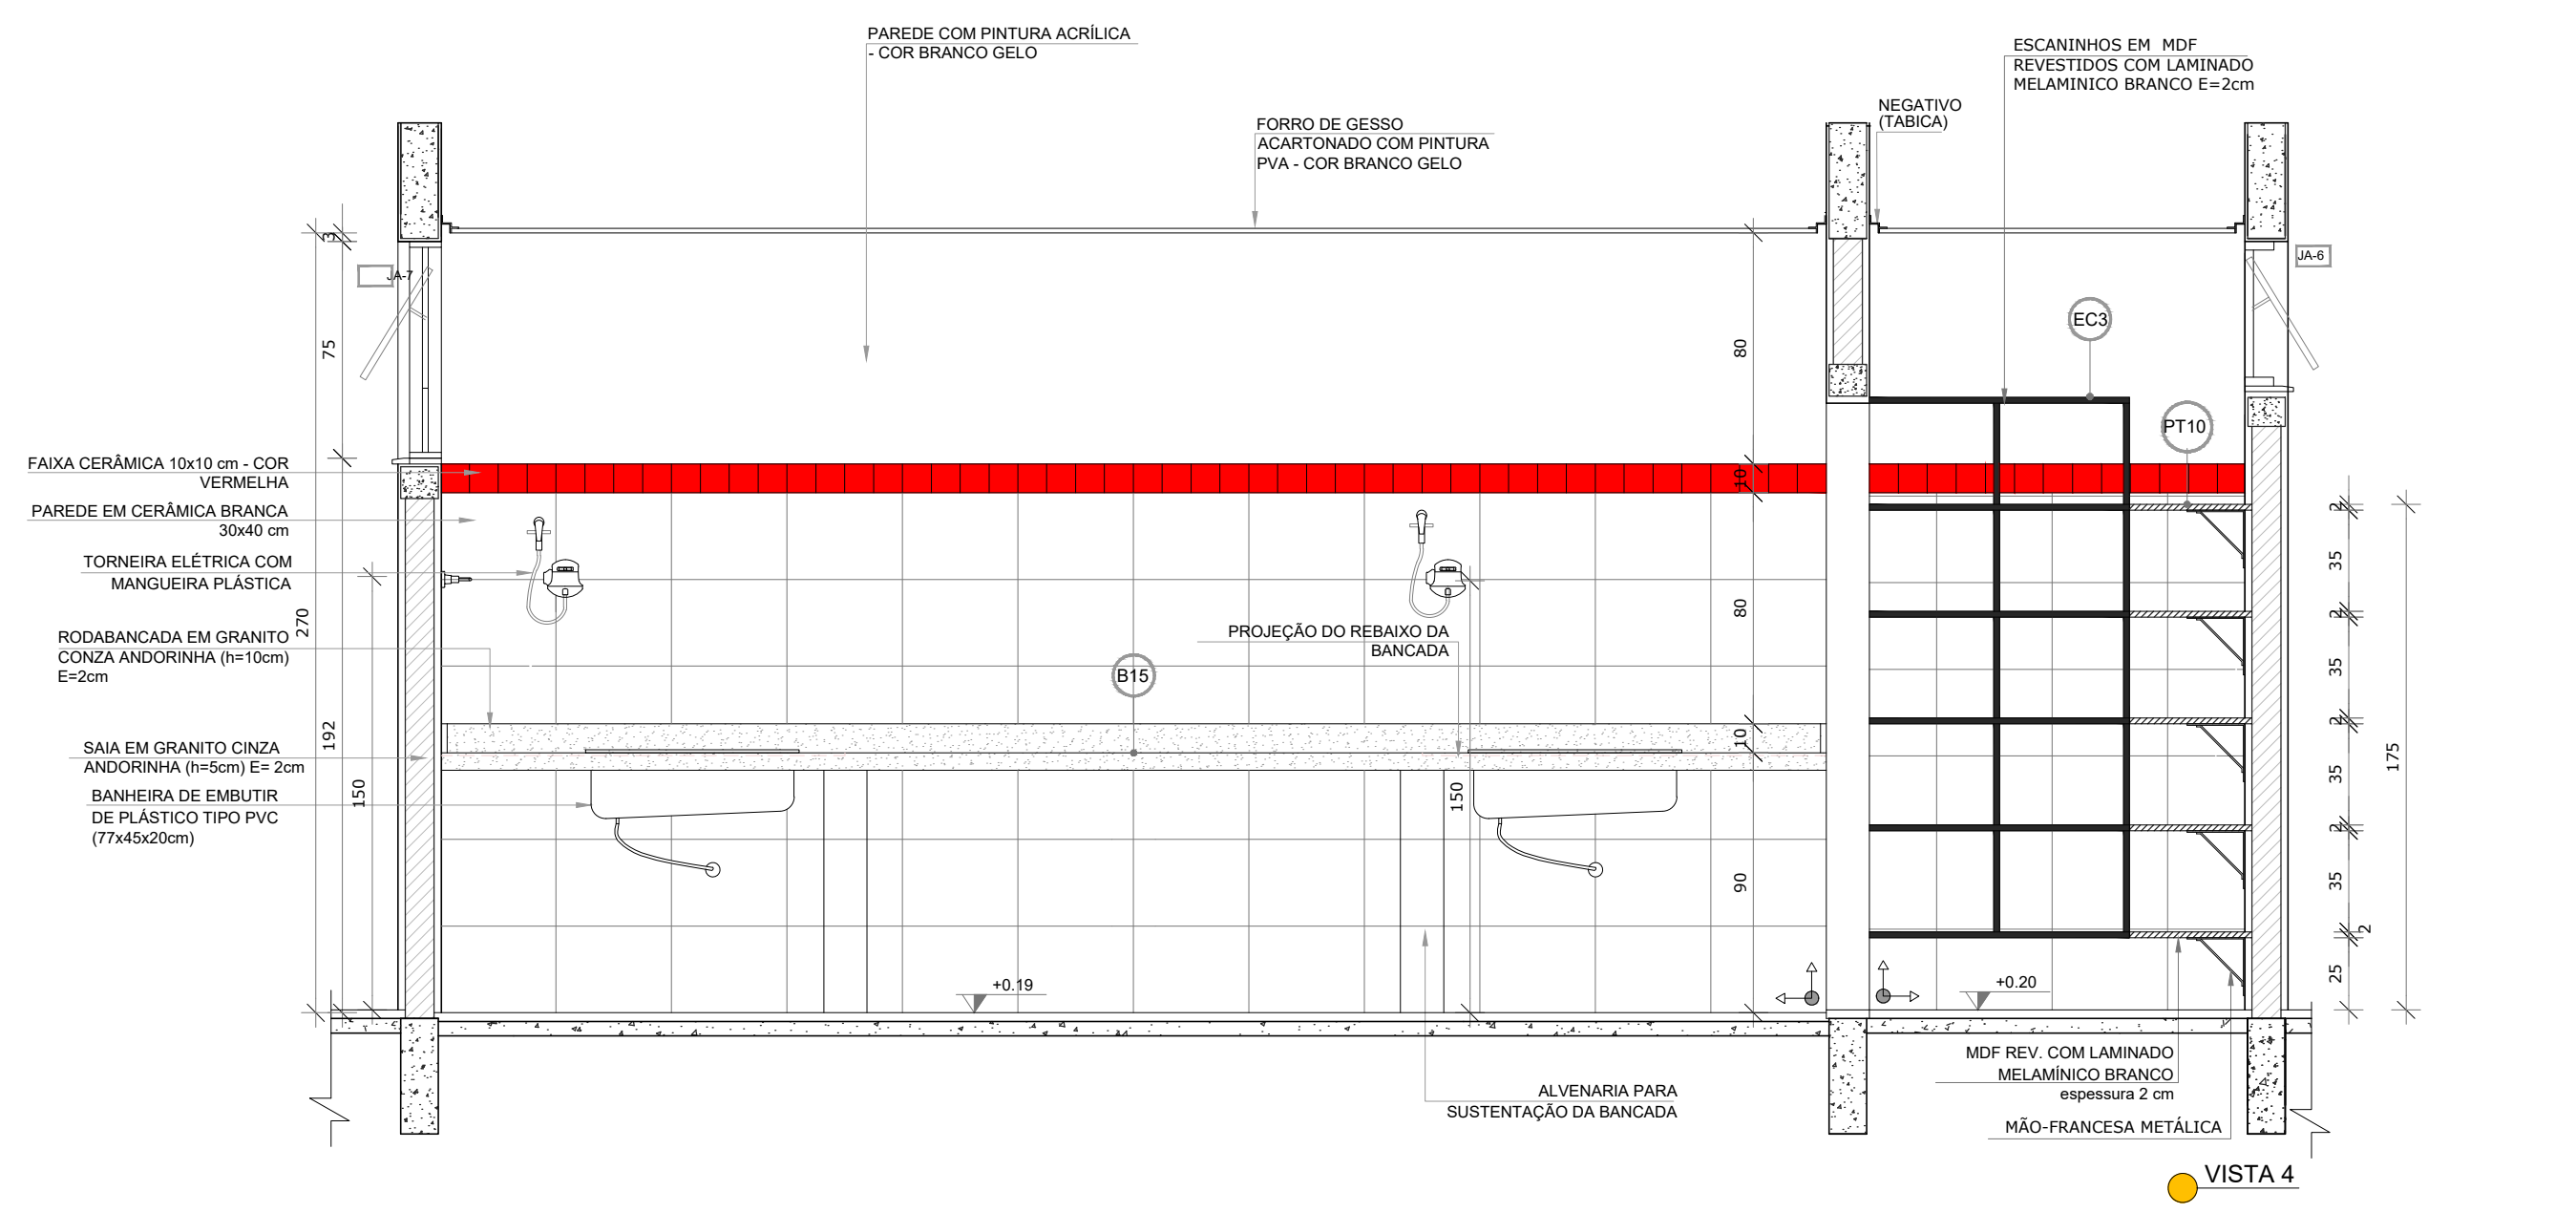 PAREDE COM PINTURA ACRÍLICA
- COR BRANCO GELO
ESCANINHOS EM MDF
REVESTIDOS COM LAMINADO
MELAMINICO BRANCO E=2cm
NEGATIVO
(TABICA)
FORRO DE GESSO
ACARTONADO COM PINTURA
PVA - COR BRANCO GELO
3
JA-7
JA-6
EC3
75
80
PT10
FAIXA CERÂMICA 10x10 cm - COR
VERMELHA
10
PAREDE EM CERÂMICA BRANCA
30x40 cm
2
TORNEIRA ELÉTRICA COM
MANGUEIRA PLÁSTICA
35
270
80
2
RODABANCADA EM GRANITO
CONZA ANDORINHA (h=10cm)
E=2cm
PROJEÇÃO DO REBAIXO DA
BANCADA
B15
35
192
10
2
SAIA EM GRANITO CINZA
ANDORINHA (h=5cm) E= 2cm
175
35
150
150
BANHEIRA DE EMBUTIR
DE PLÁSTICO TIPO PVC
(77x45x20cm)
2
90
35
2
25
+0.19
+0.20
MDF REV. COM LAMINADO
MELAMÍNICO BRANCO
espessura 2 cm
ALVENARIA PARA
SUSTENTAÇÃO DA BANCADA
MÃO-FRANCESA METÁLICA
VISTA 4